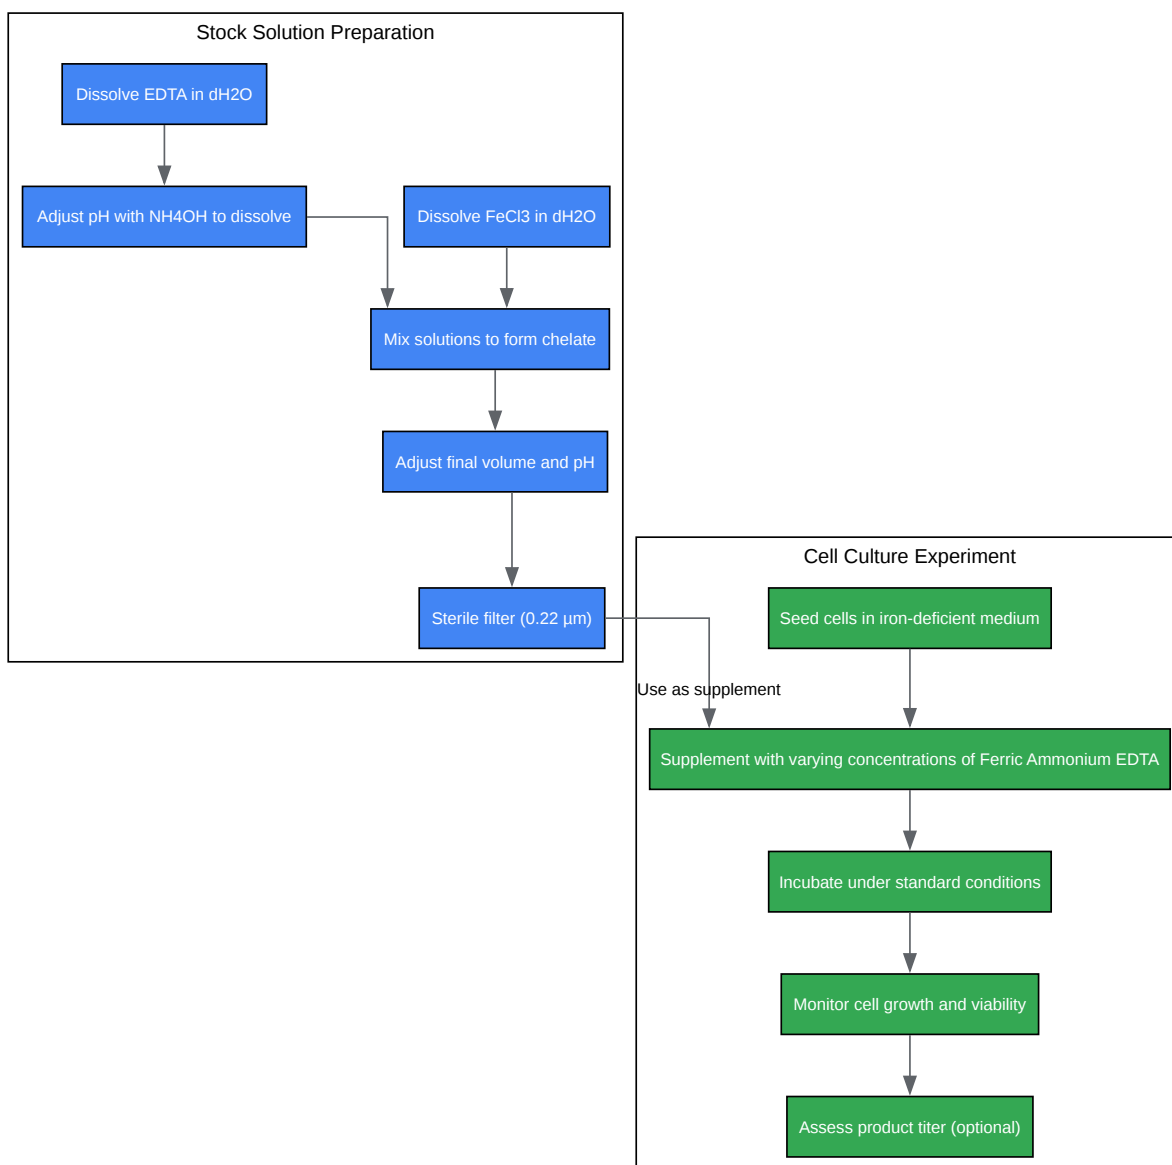 Stock Solution Preparation
Dissolve EDTA in dH2O
Adjust pH with NH4OH to dissolve
Dissolve FeCl3 in dH2O
Mix solutions to form chelate
Adjust final volume and pH
Sterile filter (0.22 µm)
Use as supplement
Cell Culture Experiment
Seed cells in iron-deficient medium
Supplement with varying concentrations of Ferric Ammonium EDTA
Incubate under standard conditions
Monitor cell growth and viability
Assess product titer (optional)